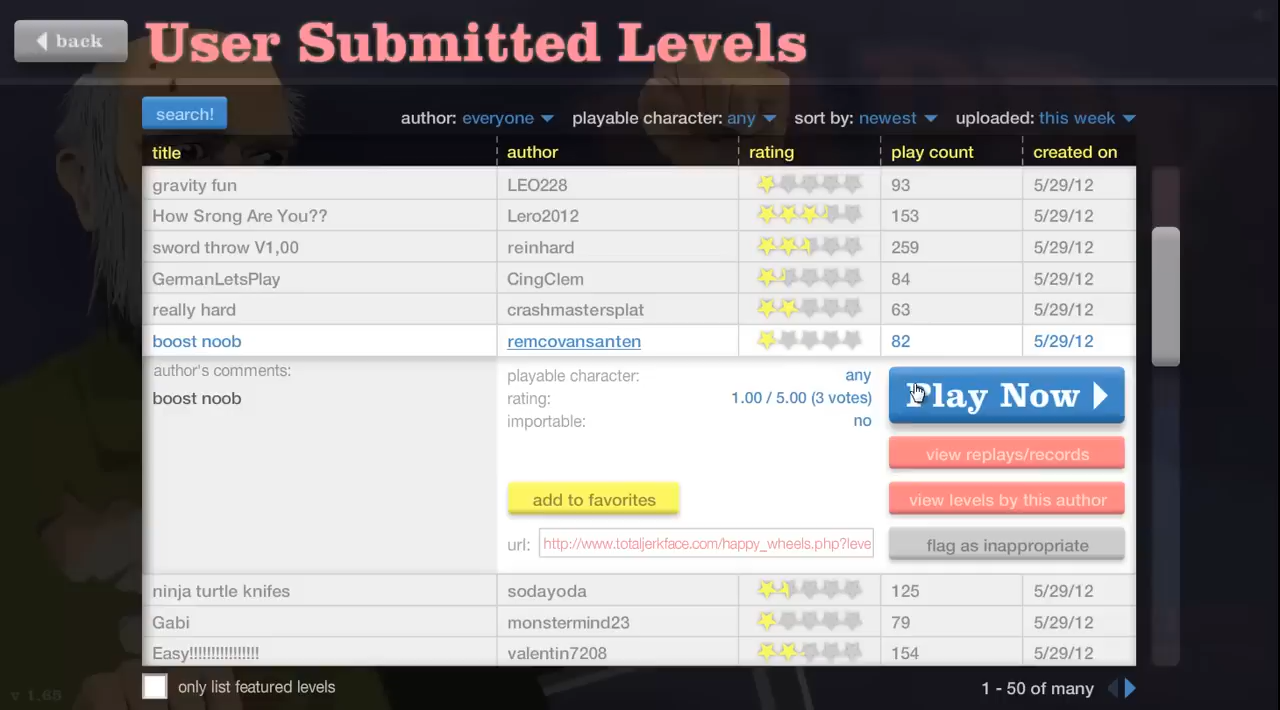 back
User Submitted Levels
search!
author: everyone playable character: any sort by: newest uploaded: this week
title author rating play count created on
gravity fun LEO228 93 5/29/12
How Srong Are You?? Lero2012 153 5/29/12
sword throw V1,00 reinhard 259 5/29/12
GermanLetsPlay CingClem 84 5/29/12
really hard crashmastersplat 63 5/29/12
boost noob remcovansanten 82 5/29/12
author's comments:
boost noob
playable character: any
rating: 1.00 / 5.00 (3 votes)
importable: no
Play Now
view replays/records
add to favorites
view levels by this author
url: http://www.totaljerkface.com/happy_wheels.php?leve
flag as inappropriate
ninja turtle knifes sodayoda 125 5/29/12
Gabi monstermind23 79 5/29/12
Easy!!!!!!!!!!!!!!!! valentin7208 154 5/29/12
only list featured levels
1 - 50 of many
v 1.65